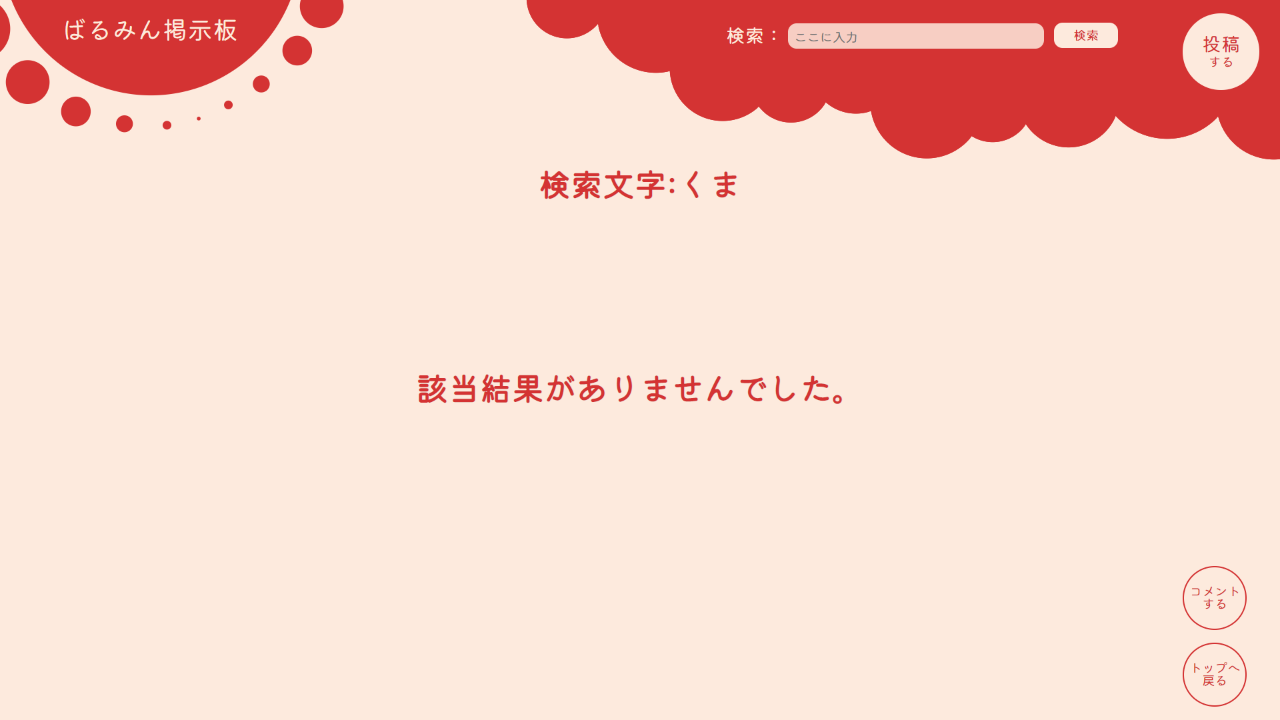 ばるみん掲示板
検索：
ここに入力
検索
投稿
する
検索文字:くま
該当結果がありませんでした。
コメント
する
トップへ
戻る